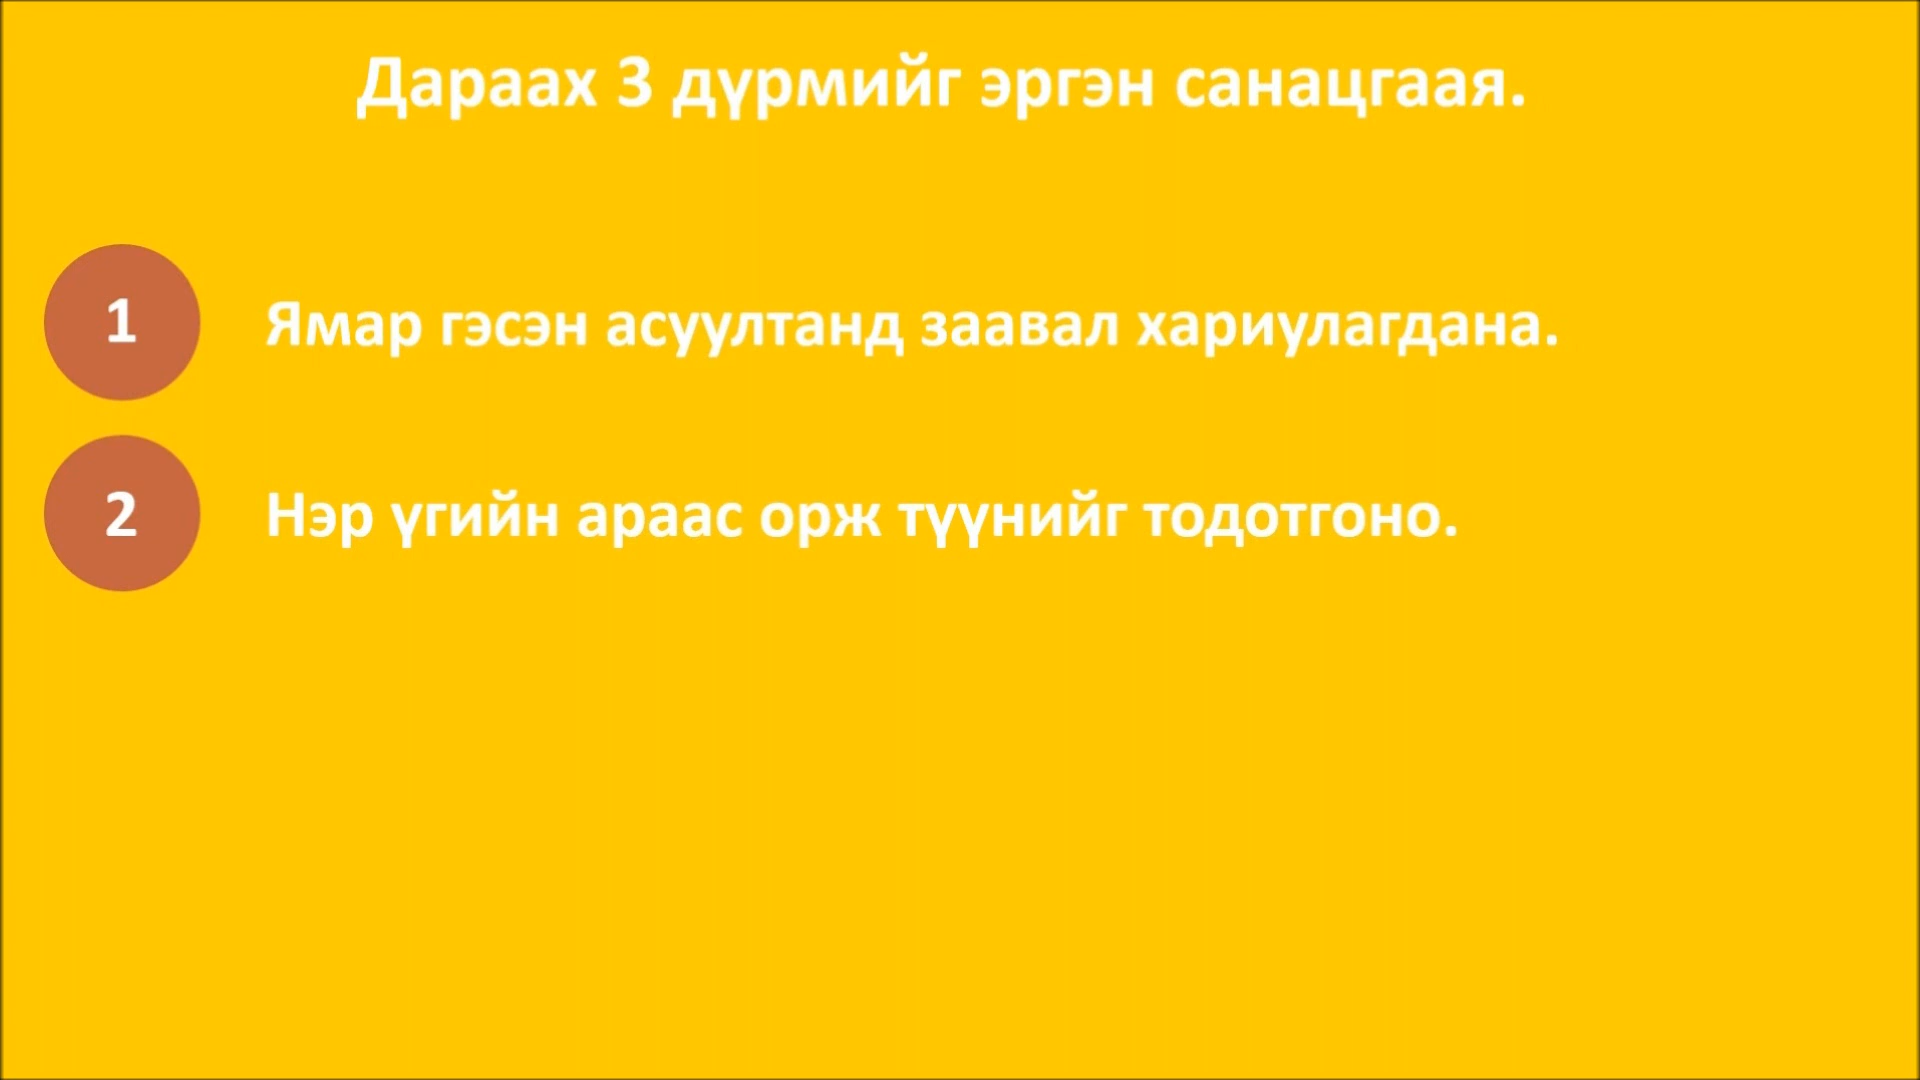 Дараах 3 дүрмийг эргэн санацгаая.
1 Ямар гэсэн асуултанд заавал хариулагдана.
2 Нэр үгийн араас орж түүнийг тодотгоно.